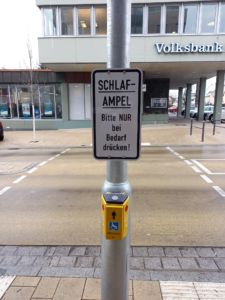 Volksbank
SCHLAF-
AMPEL
Bitte NUR
bei
Bedarf
drücken!